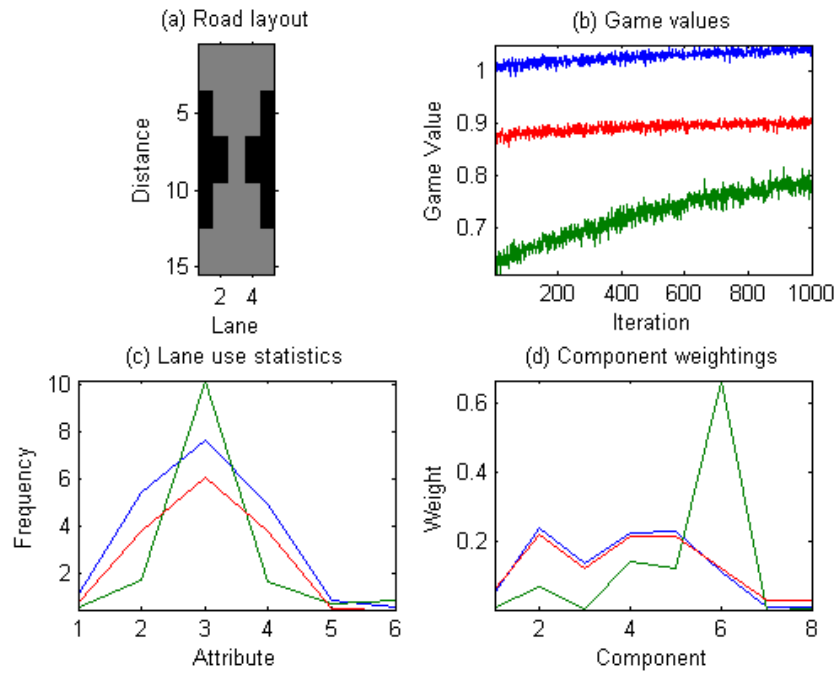 (a) Road layout
5
10
15
2 4
Distance
Lane
(b) Game values
1
0.9
0.8
0.7
200 400 600 800 1000
Game Value
Iteration
(c) Lane use statistics
10
8
6
4
2
1 2 3 4 5 6
Frequency
Attribute
(d) Component weightings
0.6
0.4
0.2
2 4 6 8
Weight
Component